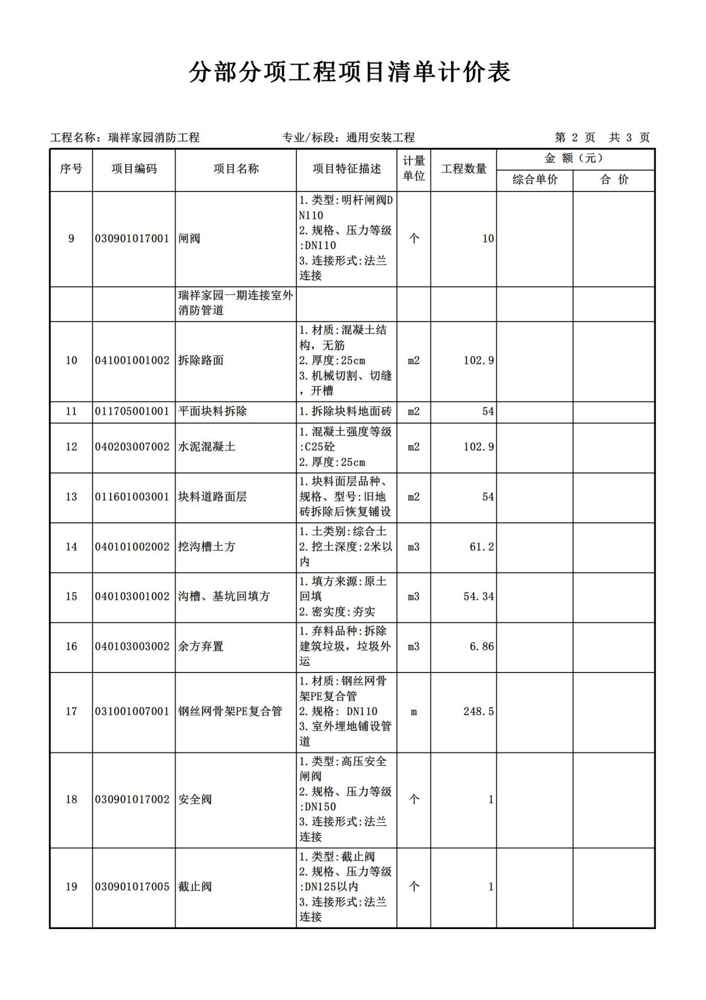 分部分项工程项目清单计价表
工程名称：瑞祥家园消防工程 专业/标段：通用安装工程 第 2 页 共 3 页
序号 项目编码 项目名称 项目特征描述 计量单位 工程数量 金 额（元）
综合单价 合 价
9 030901017001 闸阀 1.类型:明杆闸阀D
N110
2.规格、压力等级
:DN110
3.连接形式:法兰
连接
个 10
瑞祥家园一期连接室外
消防管道
10 041001001002 拆除路面 1.材质:混凝土结
构，无筋
2.厚度:25cm
3.机械切割、切缝
，开槽
m2 102.9
11 011705001001 平面块料拆除 1.拆除块料地面砖 m2 54
12 040203007002 水泥混凝土 1.混凝土强度等级
:C25砼
2.厚度:25cm
m2 102.9
13 011601003001 块料道路面层 1.块料面层品种、
规格、型号:旧地
砖拆除后恢复铺设
m2 54
14 040101002002 挖沟槽土方 1.土类别:综合土
2.挖土深度:2米以
内
m3 61.2
15 040103001002 沟槽、基坑回填方 1.填方来源:原土
回填
2.密实度:夯实
m3 54.34
16 040103003002 余方弃置 1.弃料品种:拆除
建筑垃圾，垃圾外
运
m3 6.86
17 031001007001 钢丝网骨架PE复合管 1.材质:钢丝网骨
架PE复合管
2.规格: DN110
3.室外埋地铺设管
道
m 248.5
18 030901017002 安全阀 1.类型:高压安全
闸阀
2.规格、压力等级
:DN150
3.连接形式:法兰
连接
个 1
19 030901017005 截止阀 1.类型:截止阀
2.规格、压力等级
:DN125以内
3.连接形式:法兰
连接
个 1